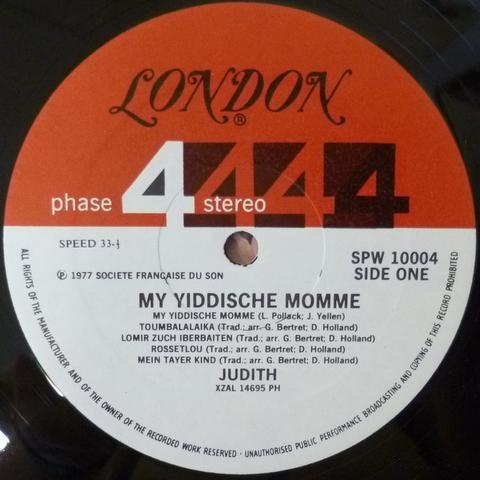 LONDON
®
phase 4 stereo 4 4 4
SPEED 33-⅓
SPW 10004
SIDE ONE
℗ 1977 SOCIETE FRANÇAISE DU SON
MY YIDDISCHE MOMME
MY YIDDISCHE MOMME (L. Pollack; J. Yellen)
TOUMBALALAIKA (Trad.; arr. G. Bertret; D. Holland)
LOMIR ZUCH IBERBAITEN (Trad.; arr. G. Bertret; D. Holland)
ROSSETLOU (Trad.; arr. G. Bertret; D. Holland)
MEIN TAYER KIND (Trad.; arr. G. Bertret; D. Holland)
JUDITH
XZAL 14695 PH
ALL RIGHTS OF THE MANUFACTURER AND OF THE OWNER OF THE RECORDED WORK RESERVED · UNAUTHORISED PUBLIC PERFORMANCE BROADCASTING AND COPYING OF THIS RECORD PROHIBITED